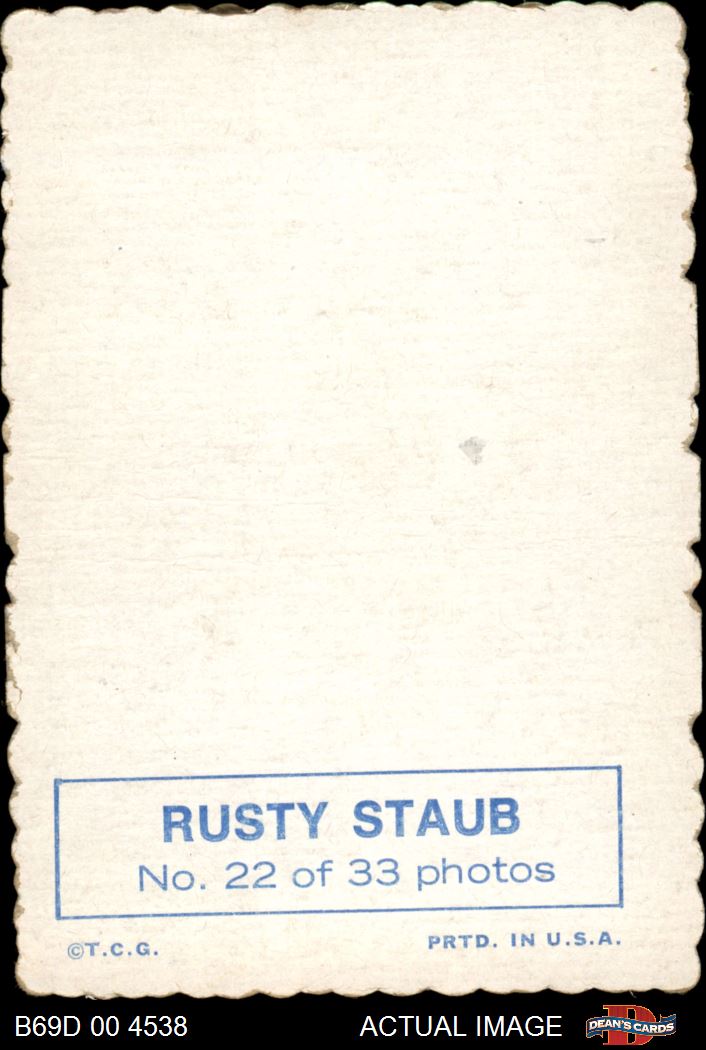 RUSTY STAUB
No. 22 of 33 photos
©T.C.G.
PRTD. IN U.S.A.
B69D 00 4538
ACTUAL IMAGE
DEAN'S CARDS